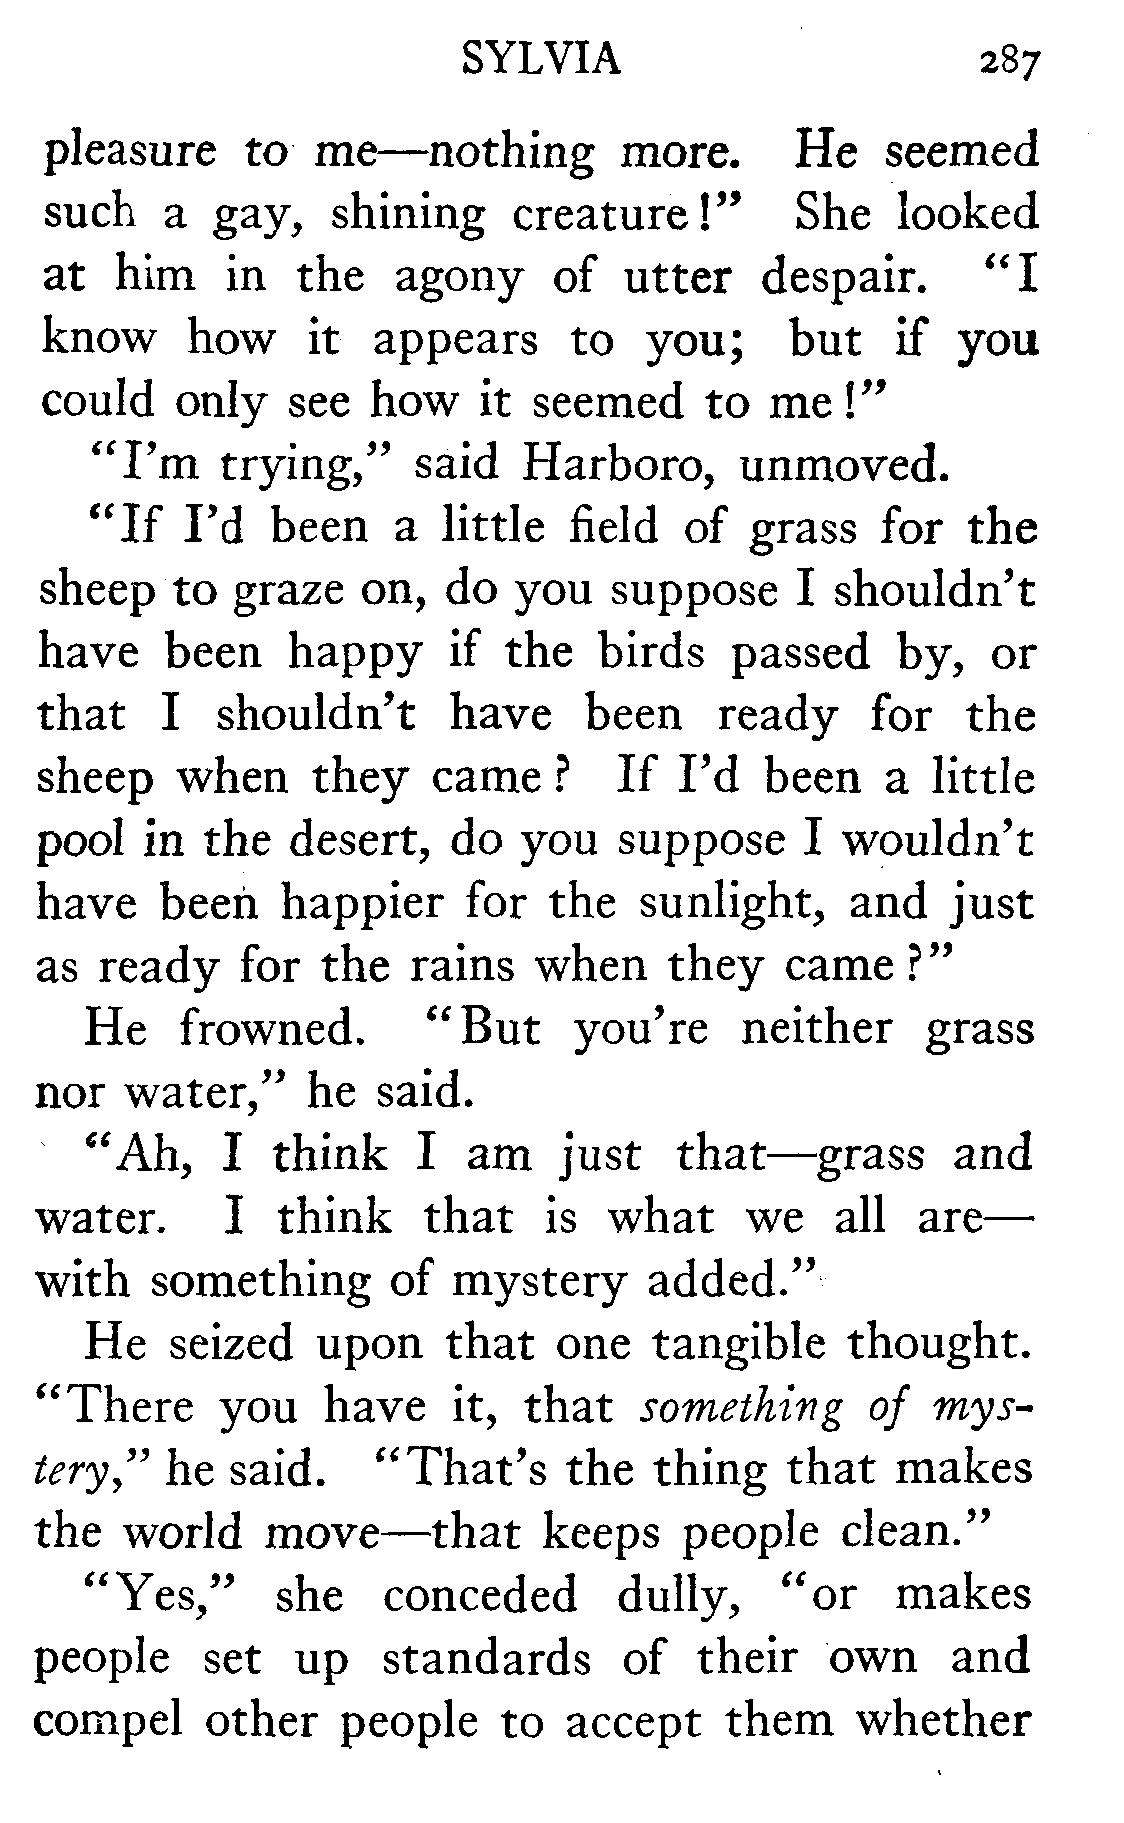 SYLVIA 287
pleasure to me—nothing more. He seemed
such a gay, shining creature!” She looked
at him in the agony of utter despair. “I
know how it appears to you; but if you
could only see how it seemed to me!”
“I’m trying,” said Harboro, unmoved.
“If I’d been a little field of grass for the
sheep to graze on, do you suppose I shouldn’t
have been happy if the birds passed by, or
that I shouldn’t have been ready for the
sheep when they came? If I’d been a little
pool in the desert, do you suppose I wouldn’t
have been happier for the sunlight, and just
as ready for the rains when they came?”
He frowned. “But you’re neither grass
nor water,” he said.
“Ah, I think I am just that—grass and
water. I think that is what we all are—
with something of mystery added.”
He seized upon that one tangible thought.
“There you have it, that something of mys-
tery,” he said. “That’s the thing that makes
the world move—that keeps people clean.”
“Yes,” she conceded dully, “or makes
people set up standards of their own and
compel other people to accept them whether